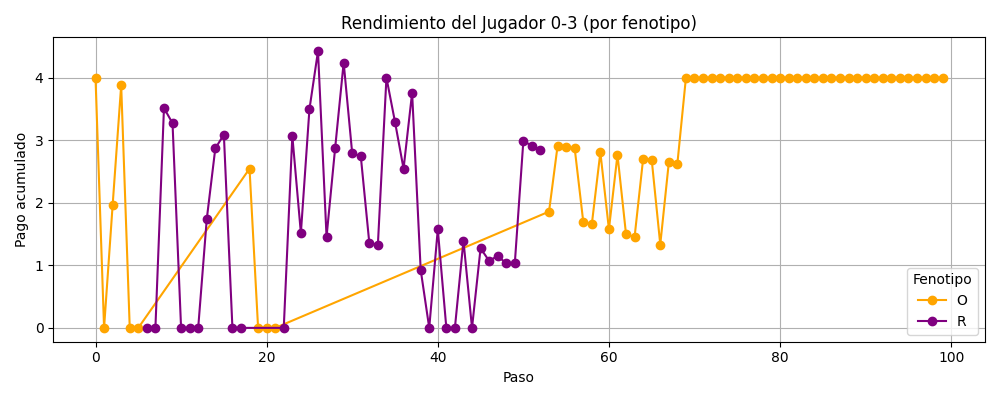 Rendimiento del Jugador 0-3 (por fenotipo)
Pago acumulado
4
3
2
1
0
Fenotipo
O
R
0 20 40 60 80 100
Paso